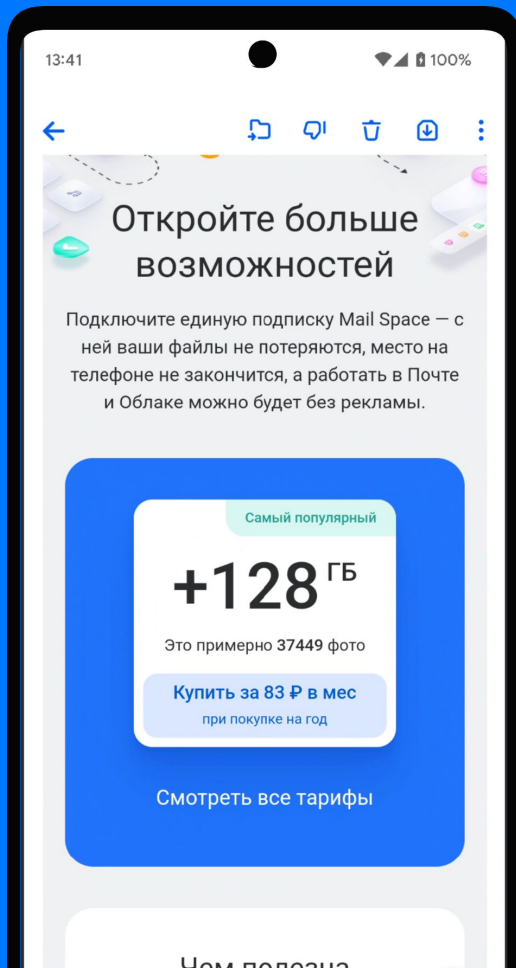 13:41
100%
Откройте больше
возможностей
Подключите единую подписку Mail Space — с
ней ваши файлы не потеряются, место на
телефоне не закончится, а работать в Почте
и Облаке можно будет без рекламы.
Самый популярный
+128 ГБ
Это примерно 37449 фото
Купить за 83 ₽ в мес
при покупке на год
Смотреть все тарифы
Чем полезна